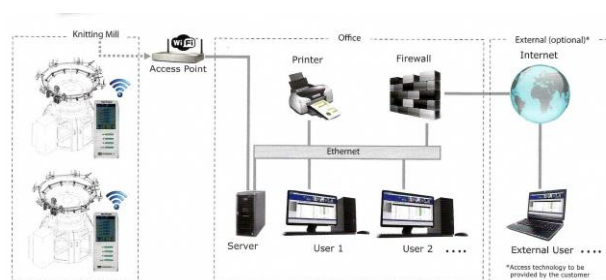 Knitting Mill
WiFi
Access Point
Office
Printer
Firewall
External (optional)*
Internet
Ethernet
Server
User 1
User 2 ....
External User ....
*Access technology to be
provided by the customer